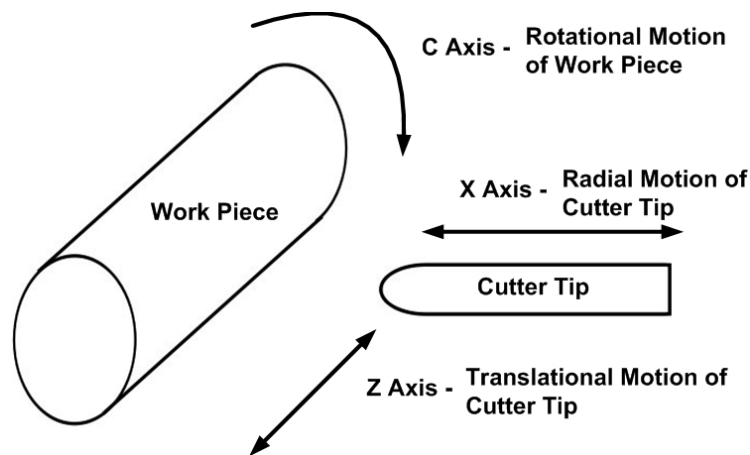 C Axis - Rotational Motion
of Work Piece
Work Piece
X Axis - Radial Motion of
Cutter Tip
Cutter Tip
Z Axis - Translational Motion of
Cutter Tip